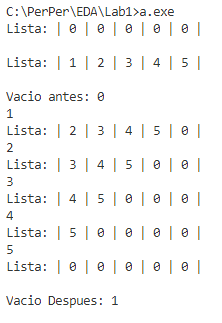 C:\PerPer\EDA\Lab1>a.exe
Lista: | 0 | 0 | 0 | 0 | 0 |
Lista: | 1 | 2 | 3 | 4 | 5 |
Vacio antes: 0
1
Lista: | 2 | 3 | 4 | 5 | 0 |
2
Lista: | 3 | 4 | 5 | 0 | 0 |
3
Lista: | 4 | 5 | 0 | 0 | 0 |
4
Lista: | 5 | 0 | 0 | 0 | 0 |
5
Lista: | 0 | 0 | 0 | 0 | 0 |
Vacio Despues: 1